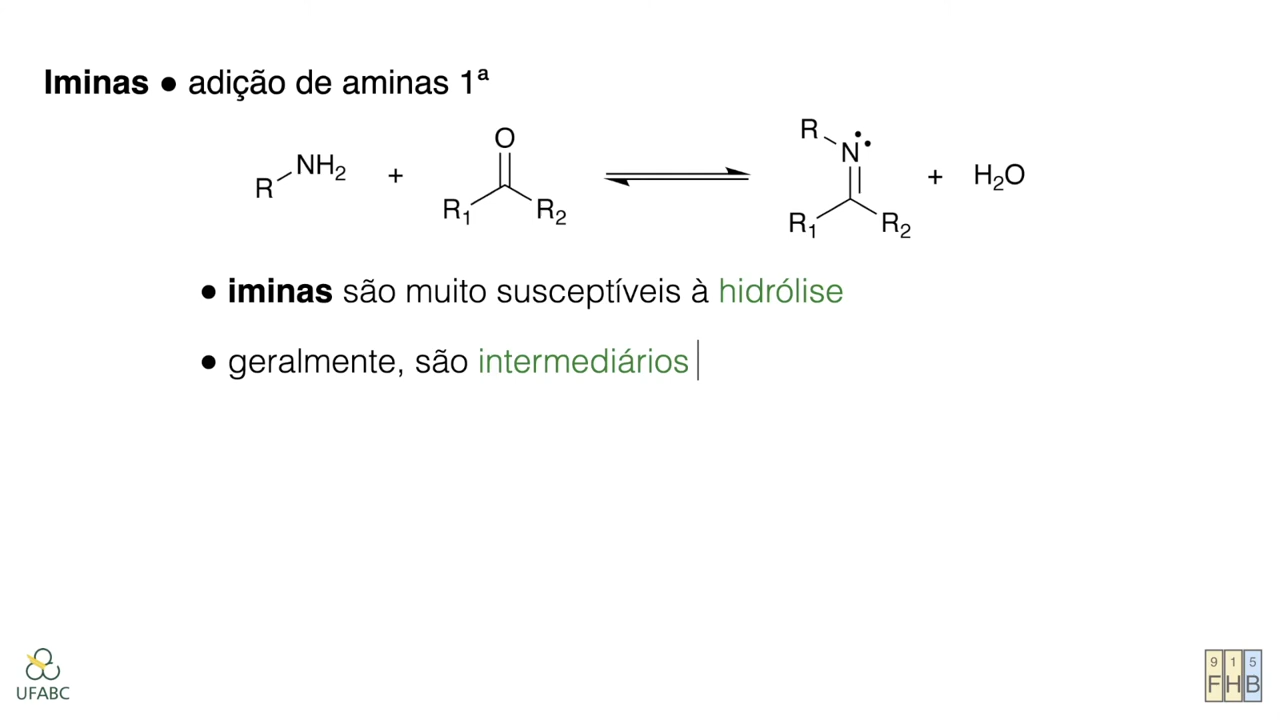 Iminas ● adição de aminas 1ª
R NH₂ + O R₁ R₂ R N R₁ R₂ + H₂O
● iminas são muito susceptíveis à hidrólise
● geralmente, são intermediários
UFABC
9 1 5
F H B